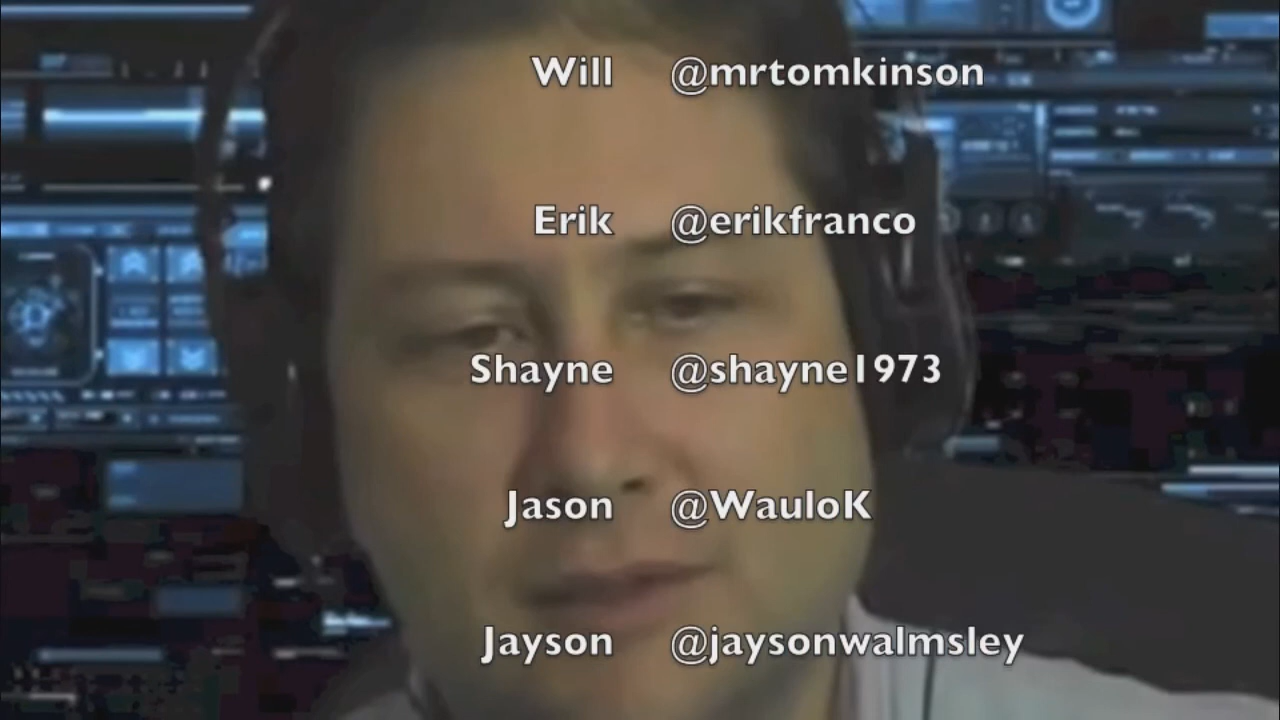 Will @mrtomkinson
Erik @erikfranco
Shayne @shayne1973
Jason @WauloK
Jayson @jaysonwalmsley